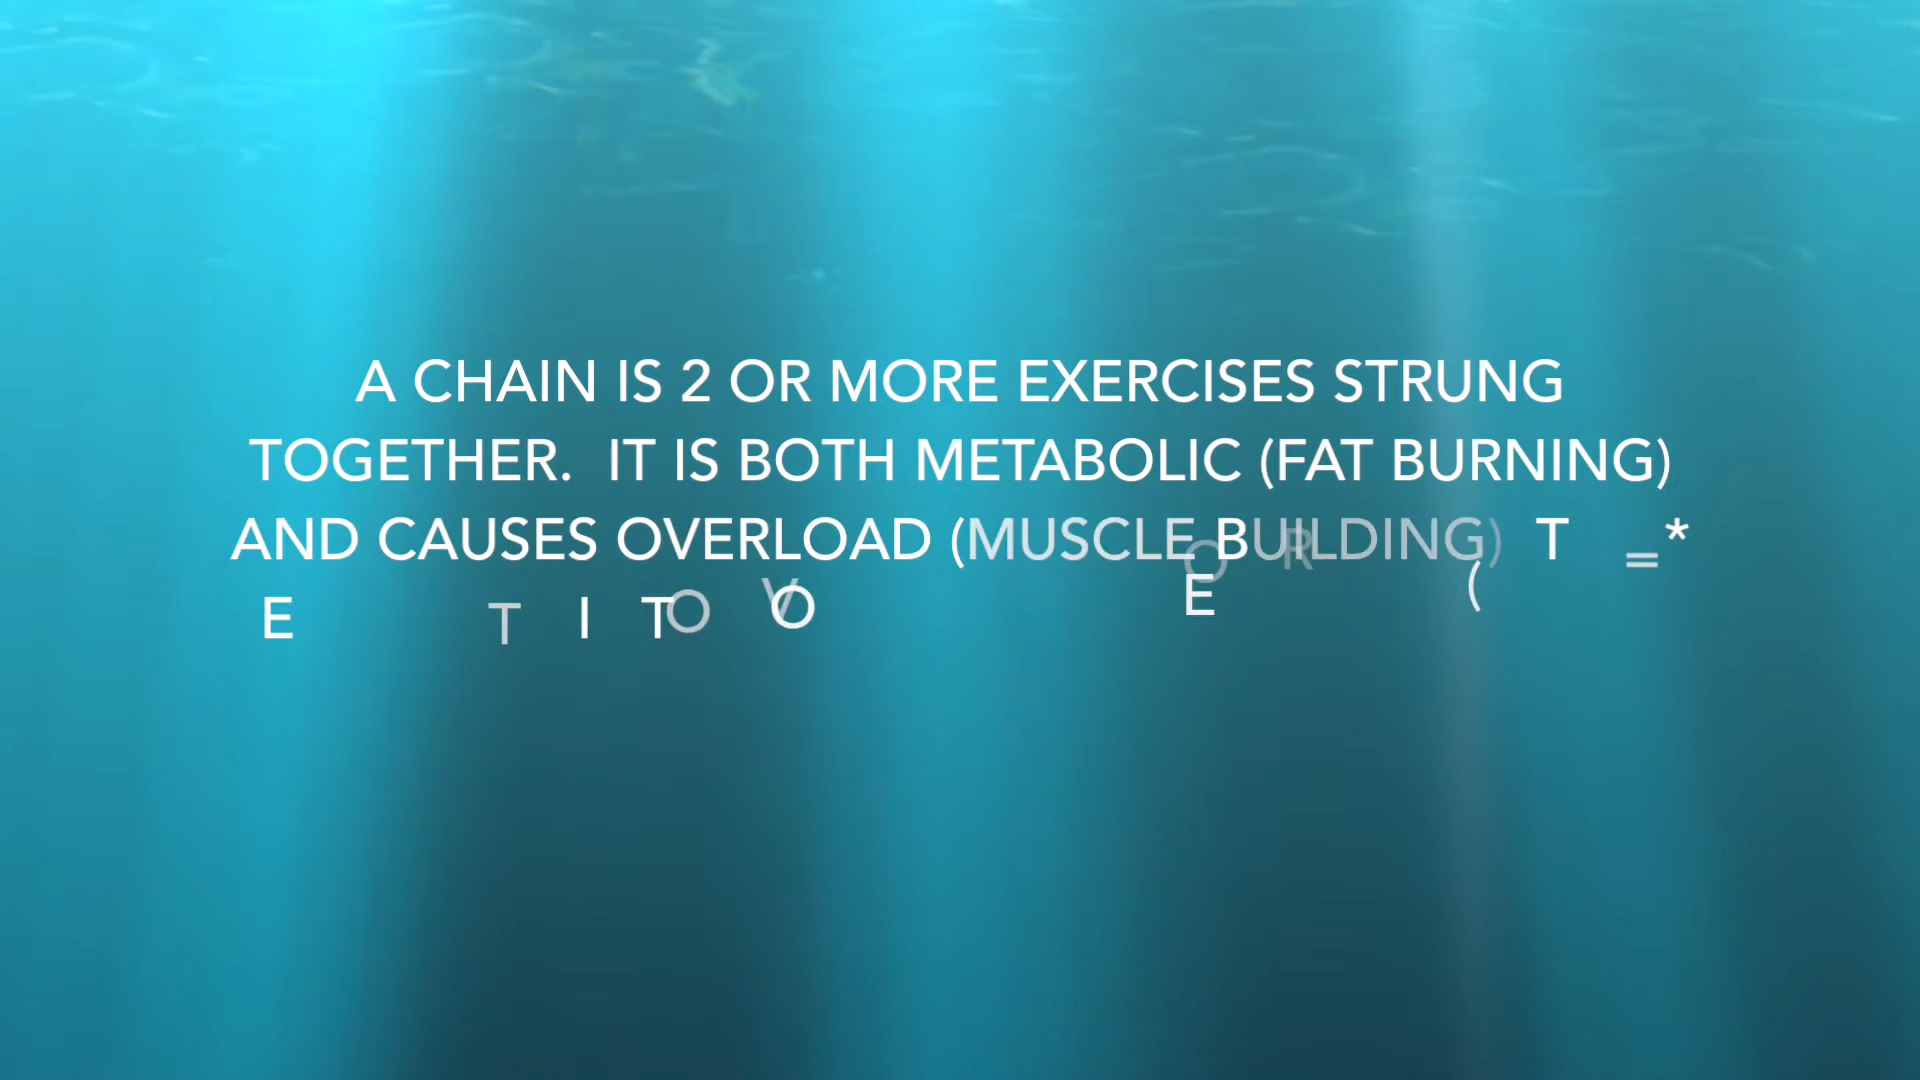 A CHAIN IS 2 OR MORE EXERCISES STRUNG
TOGETHER.  IT IS BOTH METABOLIC (FAT BURNING)
AND CAUSES OVERLOAD (MUSCLE BUILDING)